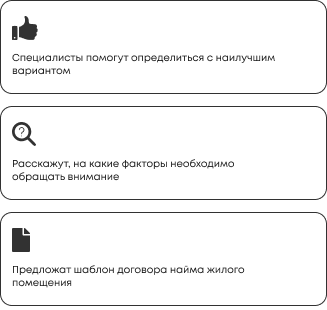 Специалисты помогут определиться с наилучшим
вариантом
?
Расскажут, на какие факторы необходимо
обращать внимание
Предложат шаблон договора найма жилого
помещения